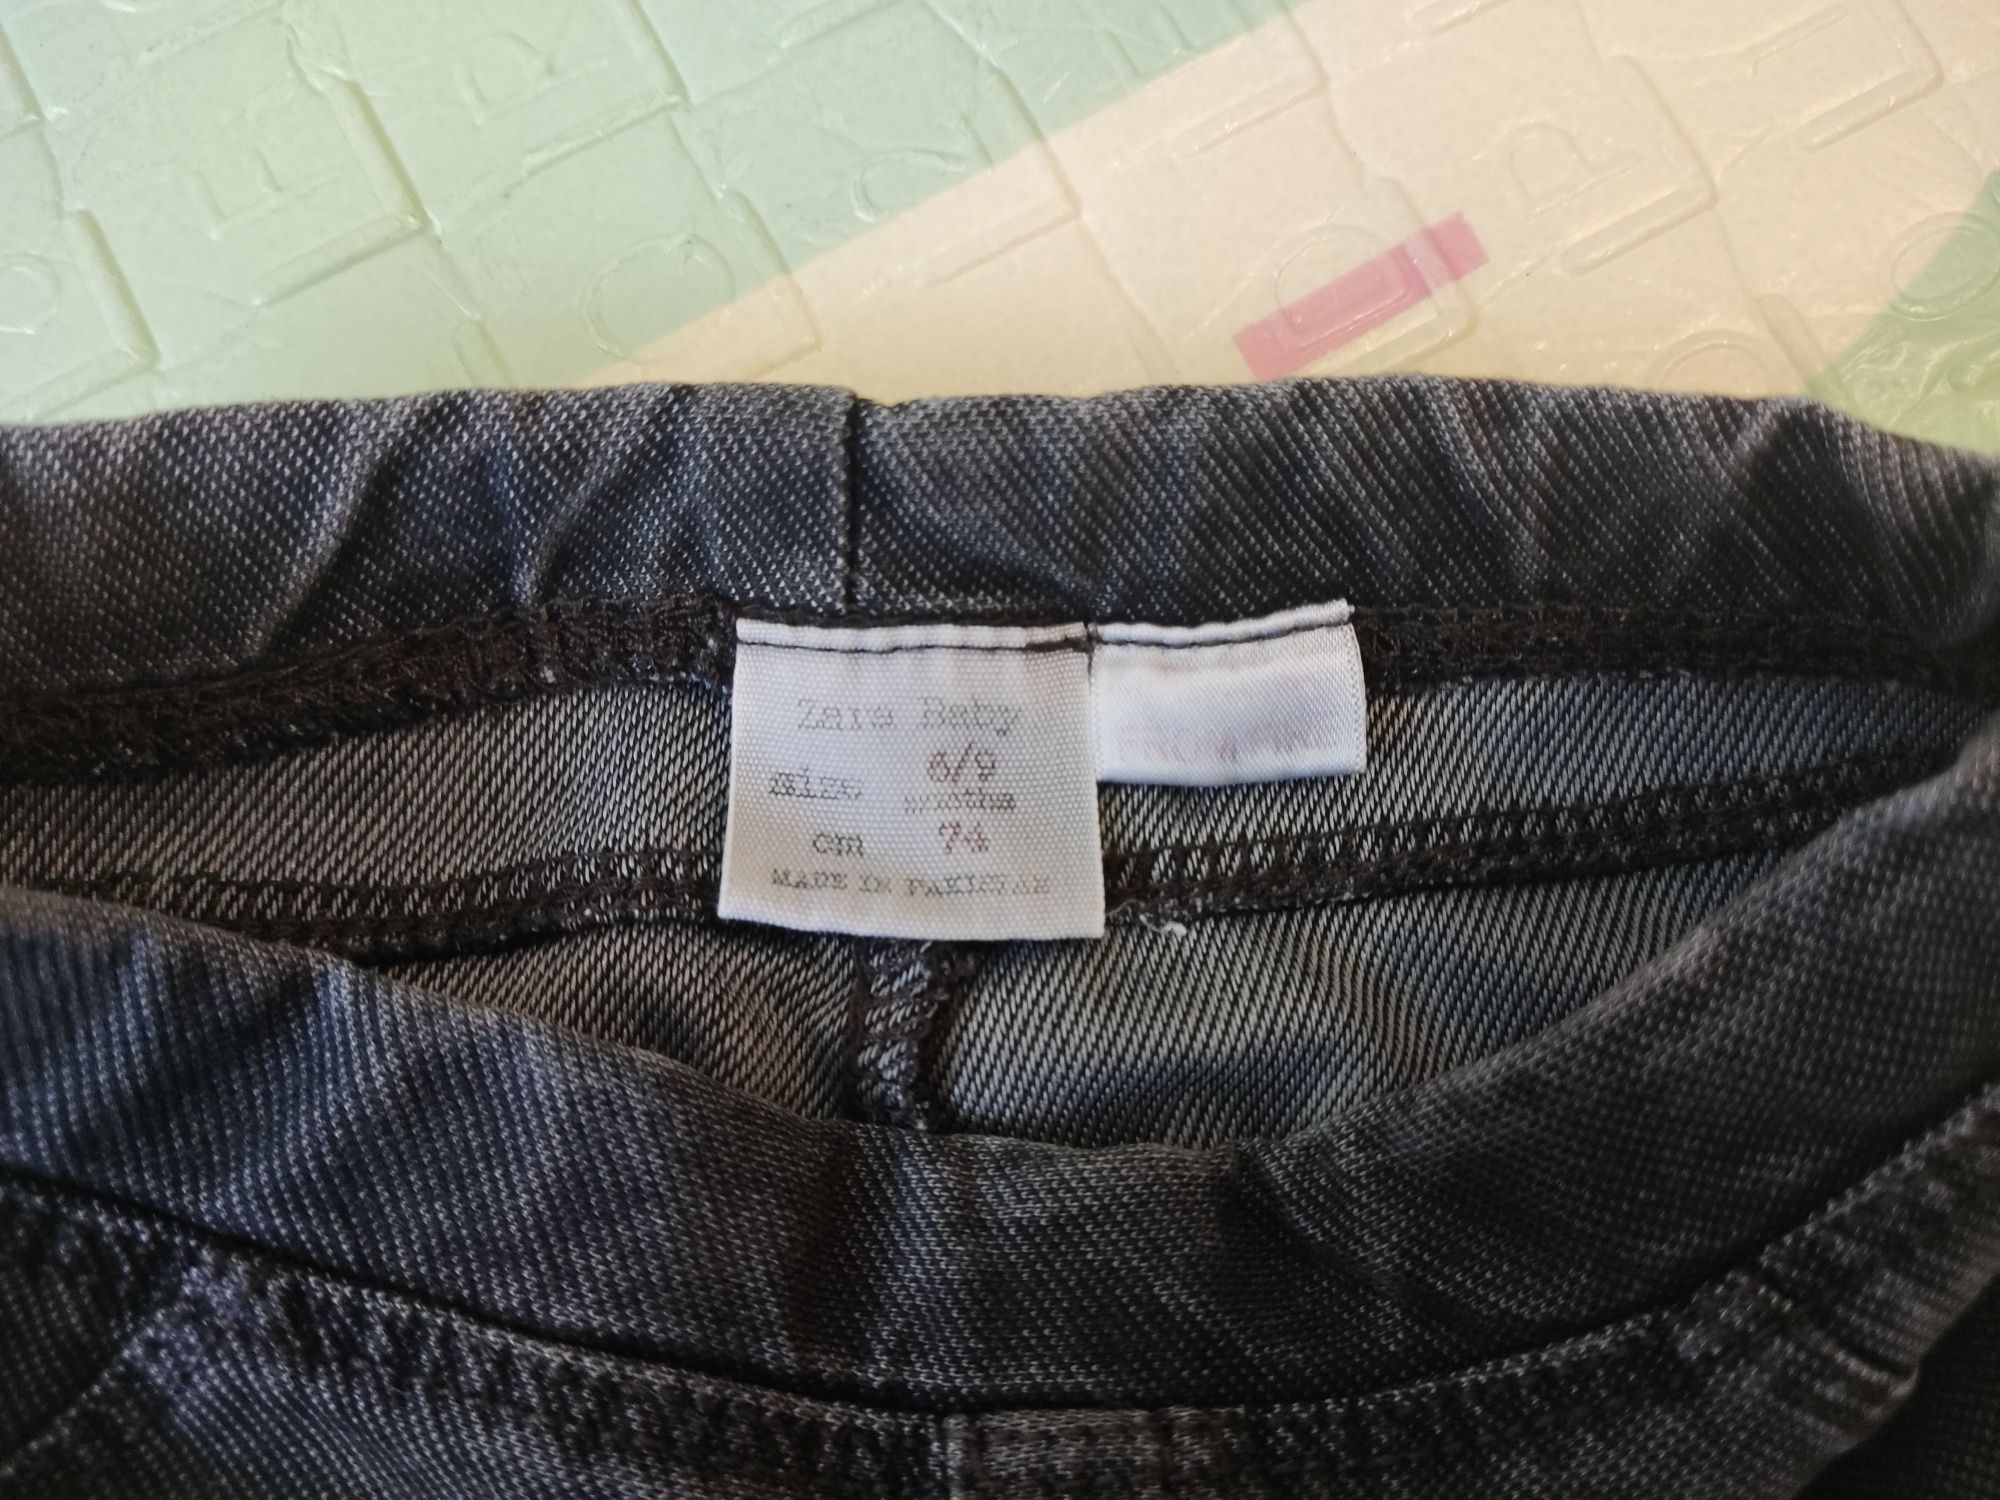 Zara Baby
size 6/9
months
cm 74
MADE IN PAKISTAN